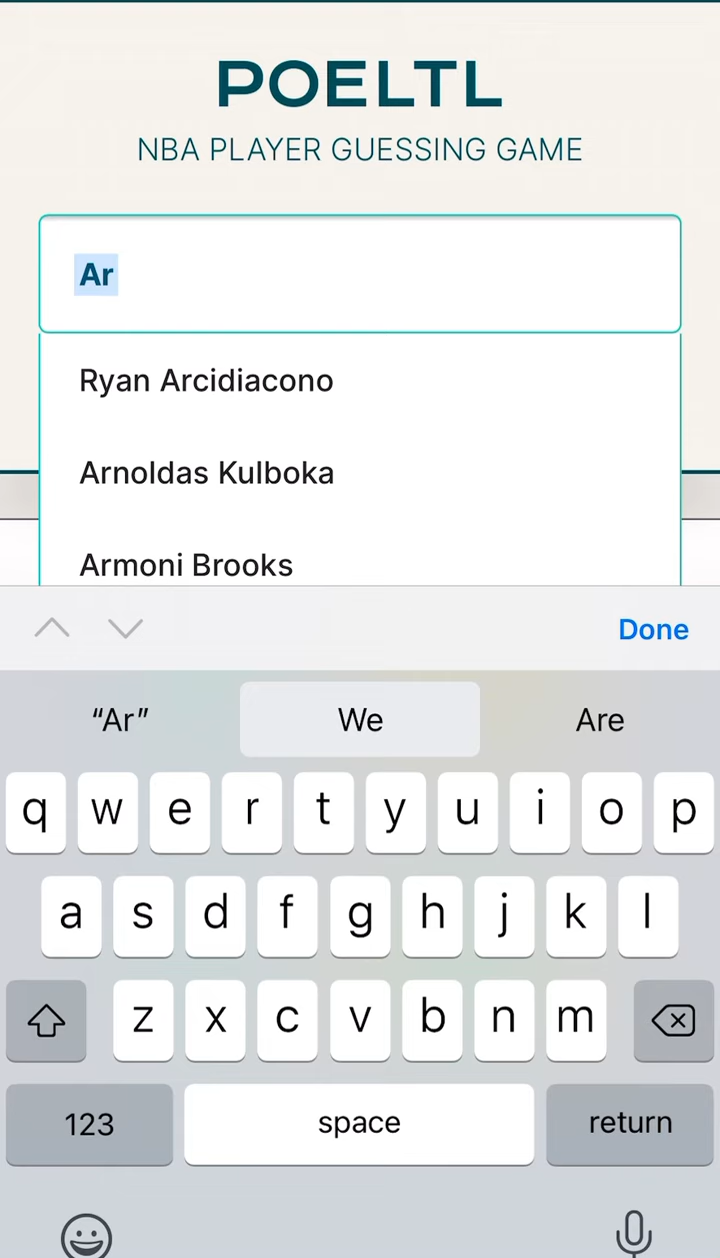 POELTL
NBA PLAYER GUESSING GAME
Ar
Ryan Arcidiacono
Arnoldas Kulboka
Armoni Brooks
Done
“Ar” We Are
q w e r t y u i o p
a s d f g h j k l
z x c v b n m
123 space return